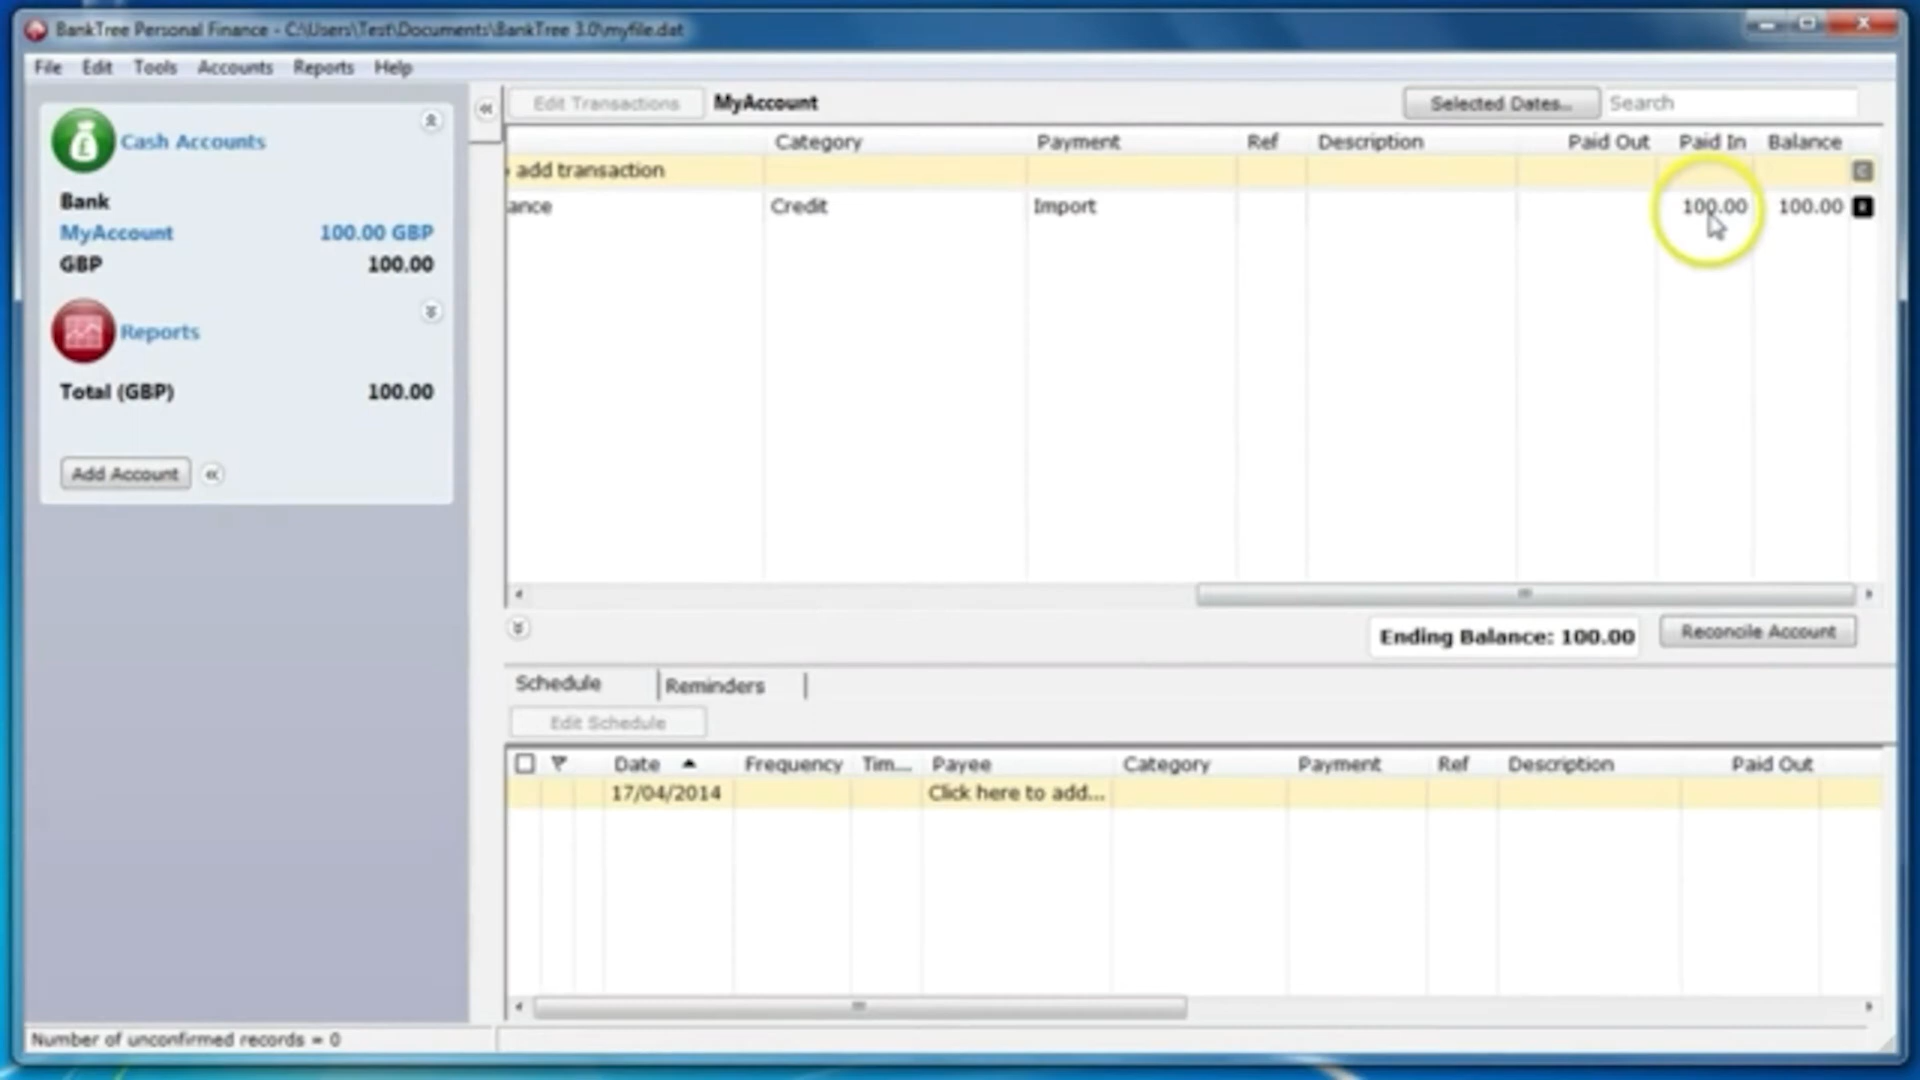 BankTree Personal Finance - C:\Users\Test\Documents\BankTree 3.0\myfile.dat
File Edit Tools Accounts Reports Help
Cash Accounts
Bank
MyAccount 100.00 GBP
GBP 100.00
Reports
Total (GBP) 100.00
Add Account
Edit Transactions MyAccount Selected Dates... Search
Category Payment Ref Description Paid Out Paid In Balance
add transaction
ance Credit Import 100.00 100.00
Ending Balance: 100.00 Reconcile Account
Schedule Reminders
Edit Schedule
Date Frequency Tim... Payee Category Payment Ref Description Paid Out
17/04/2014 Click here to add...
Number of unconfirmed records = 0